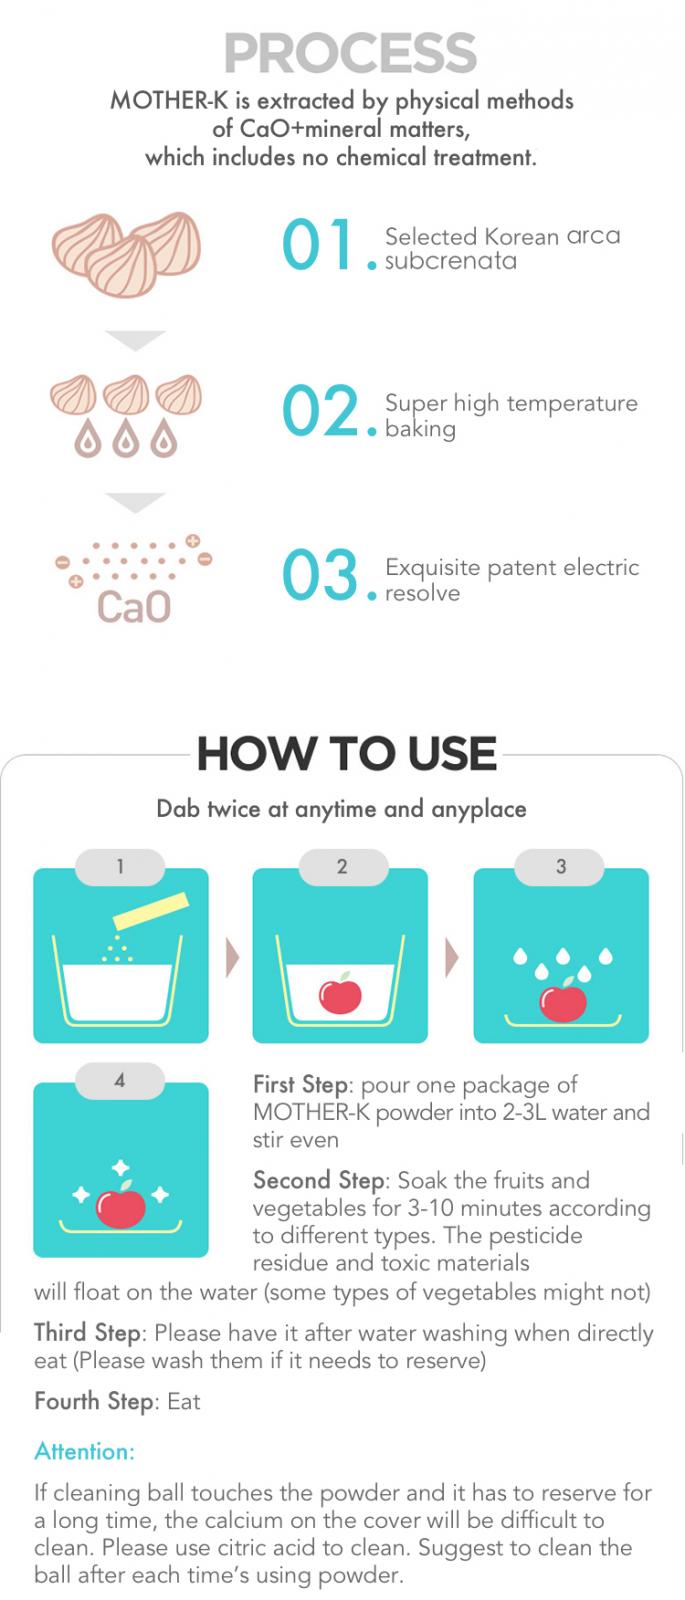 PROCESS
MOTHER-K is extracted by physical methods
of CaO+mineral matters,
which includes no chemical treatment.
01. Selected Korean arca
subcrenata
02. Super high temperature
baking
CaO
03. Exquisite patent electric
resolve
HOW TO USE
Dab twice at anytime and anyplace
1
2
3
4
First Step: pour one package of
MOTHER-K powder into 2-3L water and
stir even
Second Step: Soak the fruits and
vegetables for 3-10 minutes according
to different types. The pesticide
residue and toxic materials
will float on the water (some types of vegetables might not)
Third Step: Please have it after water washing when directly
eat (Please wash them if it needs to reserve)
Fourth Step: Eat
Attention:
If cleaning ball touches the powder and it has to reserve for
a long time, the calcium on the cover will be difficult to
clean. Please use citric acid to clean. Suggest to clean the
ball after each time's using powder.